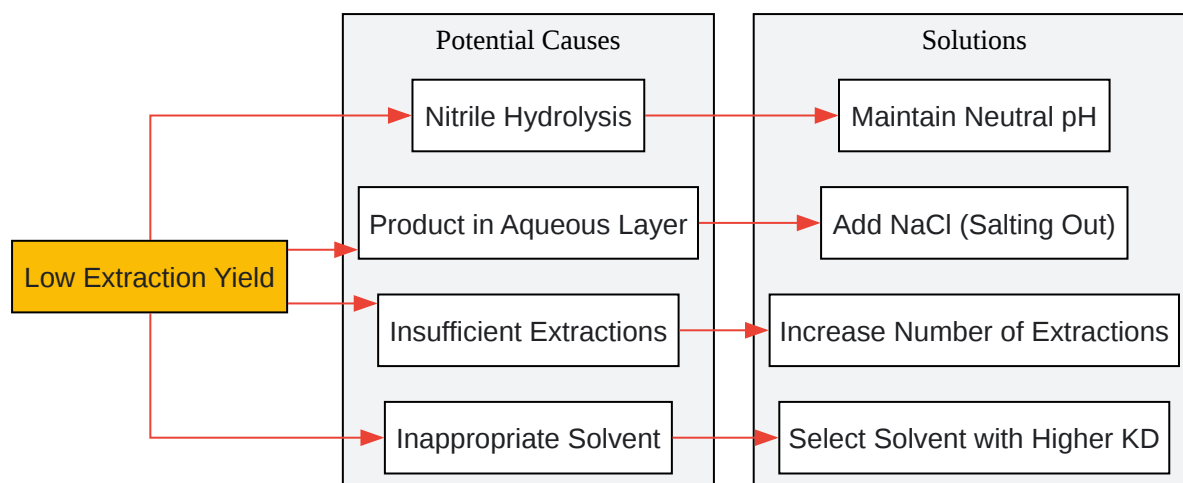 Potential Causes
Solutions
Nitrile Hydrolysis
Maintain Neutral pH
Product in Aqueous Layer
Add NaCl (Salting Out)
Low Extraction Yield
Insufficient Extractions
Increase Number of Extractions
Inappropriate Solvent
Select Solvent with Higher KD